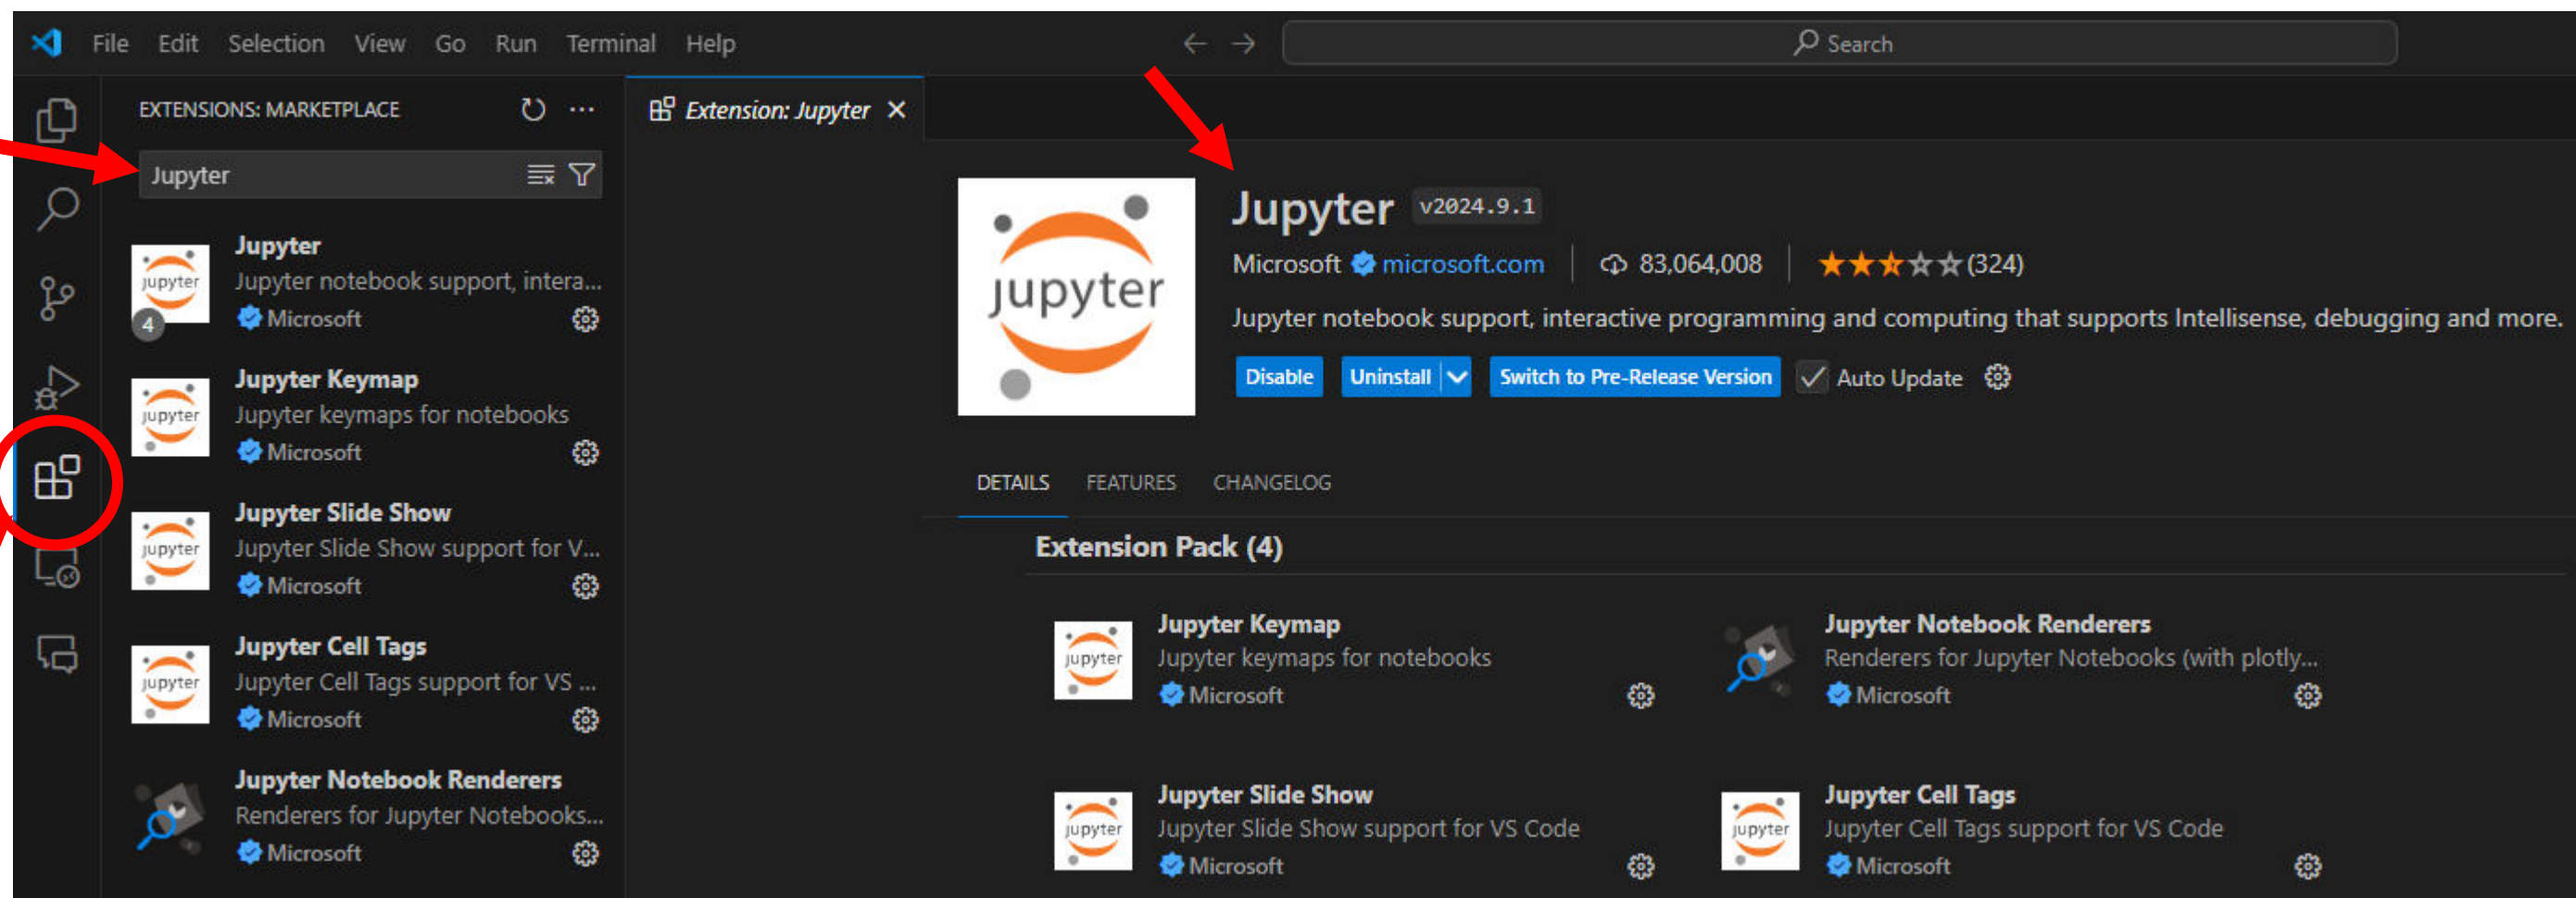 File Edit Selection View Go Run Terminal Help
Search
EXTENSIONS: MARKETPLACE
Extension: Jupyter
Jupyter
Jupyter
Jupyter notebook support, intera...
Microsoft
jupyter
4
Jupyter Keymap
Jupyter keymaps for notebooks
Microsoft
jupyter
Jupyter Slide Show
Jupyter Slide Show support for V...
Microsoft
jupyter
Jupyter Cell Tags
Jupyter Cell Tags support for VS ...
Microsoft
jupyter
Jupyter Notebook Renderers
Renderers for Jupyter Notebooks...
Microsoft
jupyter
Jupyter v2024.9.1
Microsoft microsoft.com 83,064,008 (324)
Jupyter notebook support, interactive programming and computing that supports Intellisense, debugging and more.
Disable Uninstall Switch to Pre-Release Version Auto Update
DETAILS FEATURES CHANGELOG
Extension Pack (4)
jupyter
Jupyter Keymap
Jupyter keymaps for notebooks
Microsoft
Jupyter Notebook Renderers
Renderers for Jupyter Notebooks (with plotly...
Microsoft
jupyter
Jupyter Slide Show
Jupyter Slide Show support for VS Code
Microsoft
jupyter
Jupyter Cell Tags
Jupyter Cell Tags support for VS Code
Microsoft